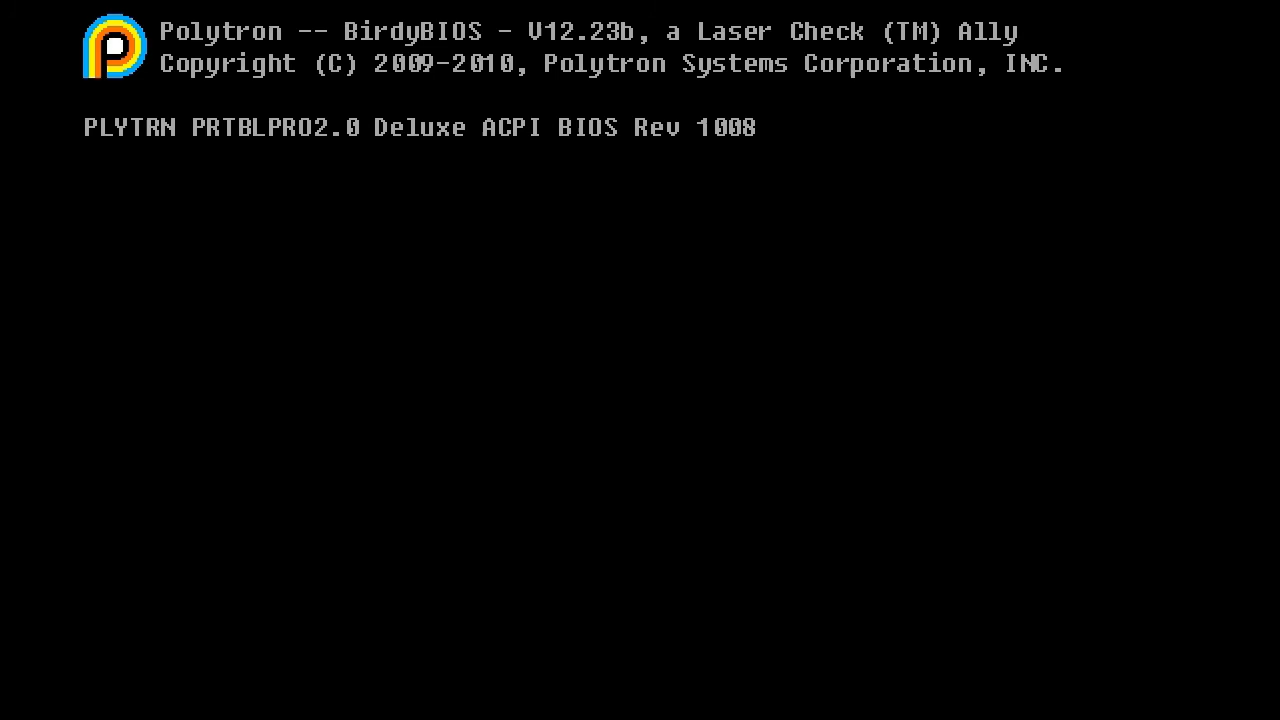 Polytron -- BirdyBIOS - V12.23b, a Laser Check (TM) Ally
Copyright (C) 2009-2010, Polytron Systems Corporation, INC.
PLYTRN PRTBLPRO2.0 Deluxe ACPI BIOS Rev 1008